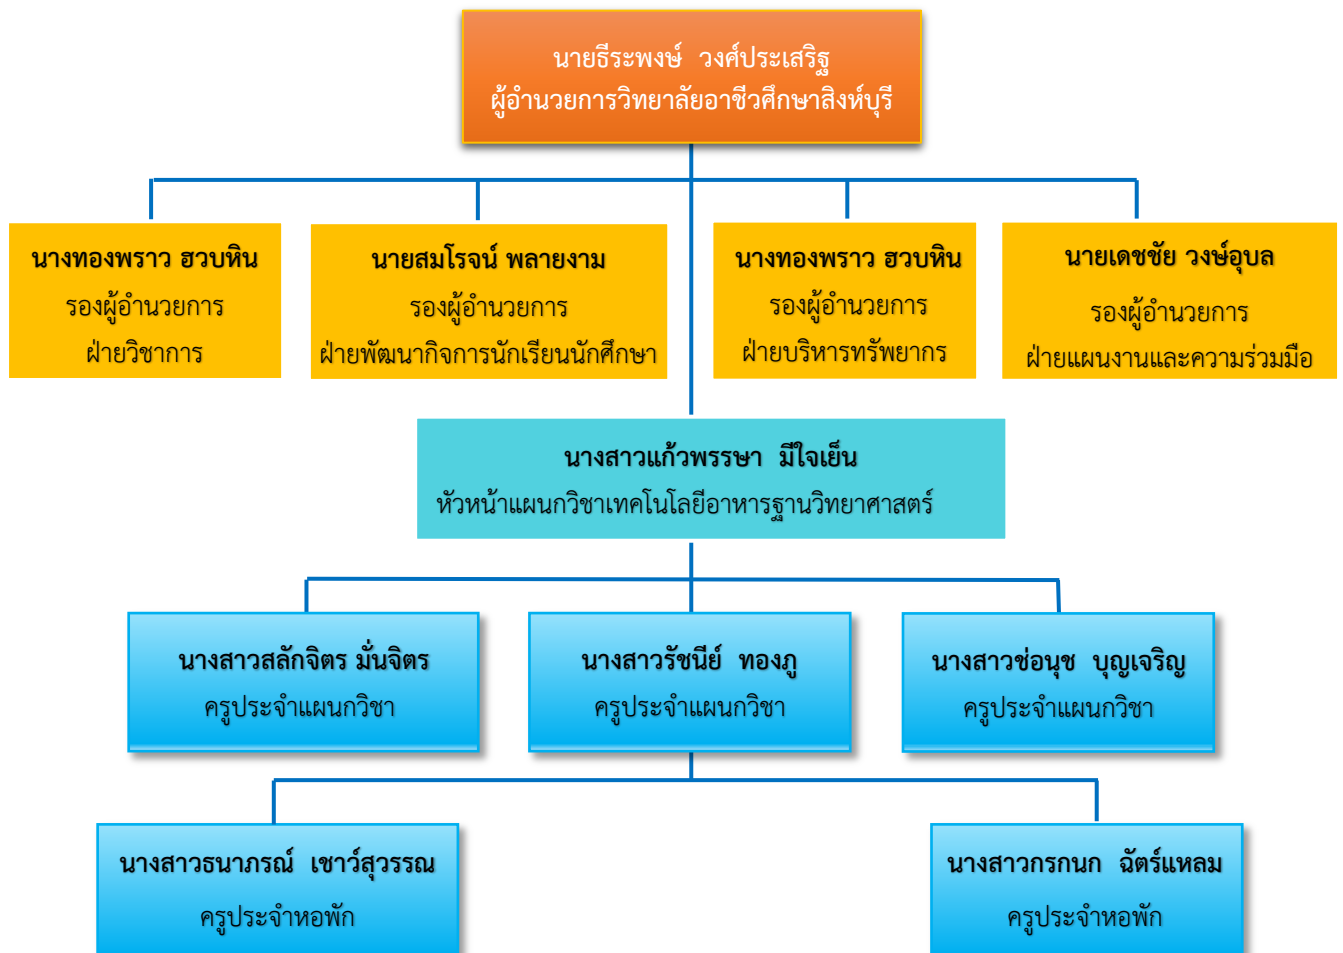 นายธีระพงษ์  วงศ์ประเสริฐ
ผู้อำนวยการวิทยาลัยอาชีวศึกษาสิงห์บุรี
นางทองพราว ฮวบหิน
รองผู้อำนวยการ
ฝ่ายวิชาการ
นายสมโรจน์ พลายงาม
รองผู้อำนวยการ
ฝ่ายพัฒนากิจการนักเรียนนักศึกษา
นางทองพราว ฮวบหิน
รองผู้อำนวยการ
ฝ่ายบริหารทรัพยากร
นายเดชชัย วงษ์อุบล
รองผู้อำนวยการ
ฝ่ายแผนงานและความร่วมมือ
นางสาวแก้วพรรษา  มีใจเย็น
หัวหน้าแผนกวิชาเทคโนโลยีอาหารฐานวิทยาศาสตร์
นางสาวสลักจิตร มั่นจิตร
ครูประจำแผนกวิชา
นางสาวรัชนีย์  ทองภู
ครูประจำแผนกวิชา
นางสาวช่อนุช  บุญเจริญ
ครูประจำแผนกวิชา
นางสาวธนาภรณ์  เชาว์สุวรรณ
ครูประจำหอพัก
นางสาวกรกนก  ฉัตร์แหลม
ครูประจำหอพัก